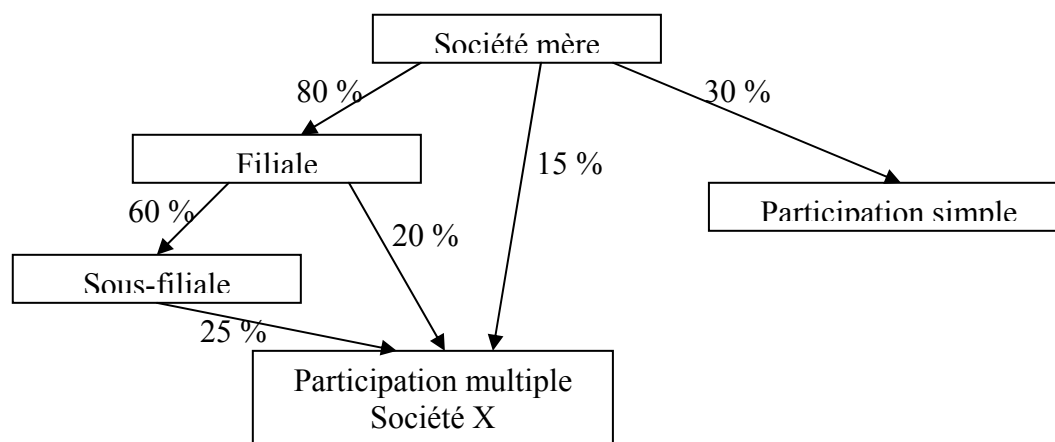 Société mère
80 %
30 %
Filiale
15 %
60 %
20 %
Participation simple
Sous-filiale
25 %
Participation multiple
Société X